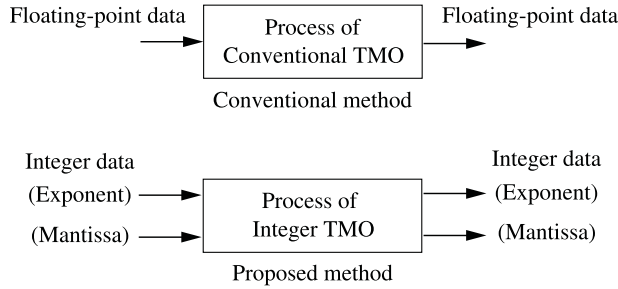 Floating-point data
Process of
Conventional TMO
Floating-point data
Conventional method
Integer data
(Exponent)
(Mantissa)
Process of
Integer TMO
Integer data
(Exponent)
(Mantissa)
Proposed method